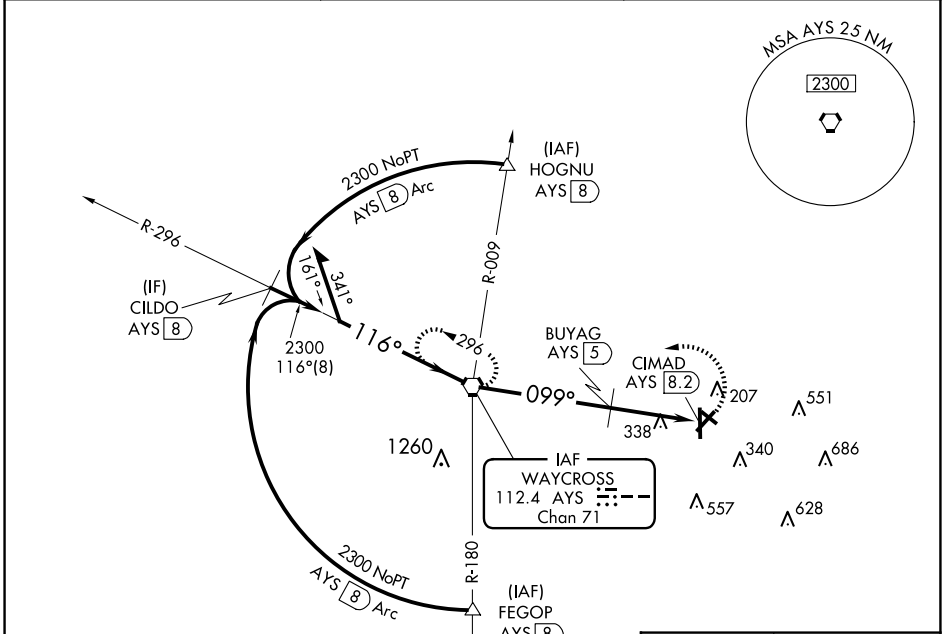 MSA AYS 25 NM
2300
(IAF)
HOGNU
AYS 8
2300 NoPT
AYS 8 Arc
R-296
R-009
(IF)
CILDO
AYS 8
161°
341°
2300
116°(8)
116°
296
BUYAG
AYS 5
CIMAD
AYS 8.2
099°
207
551
338
340
686
557
628
1260
IAF
WAYCROSS
112.4 AYS
Chan 71
R-180
2300 NoPT
AYS 8 Arc
(IAF)
FEGOP
AYS 8